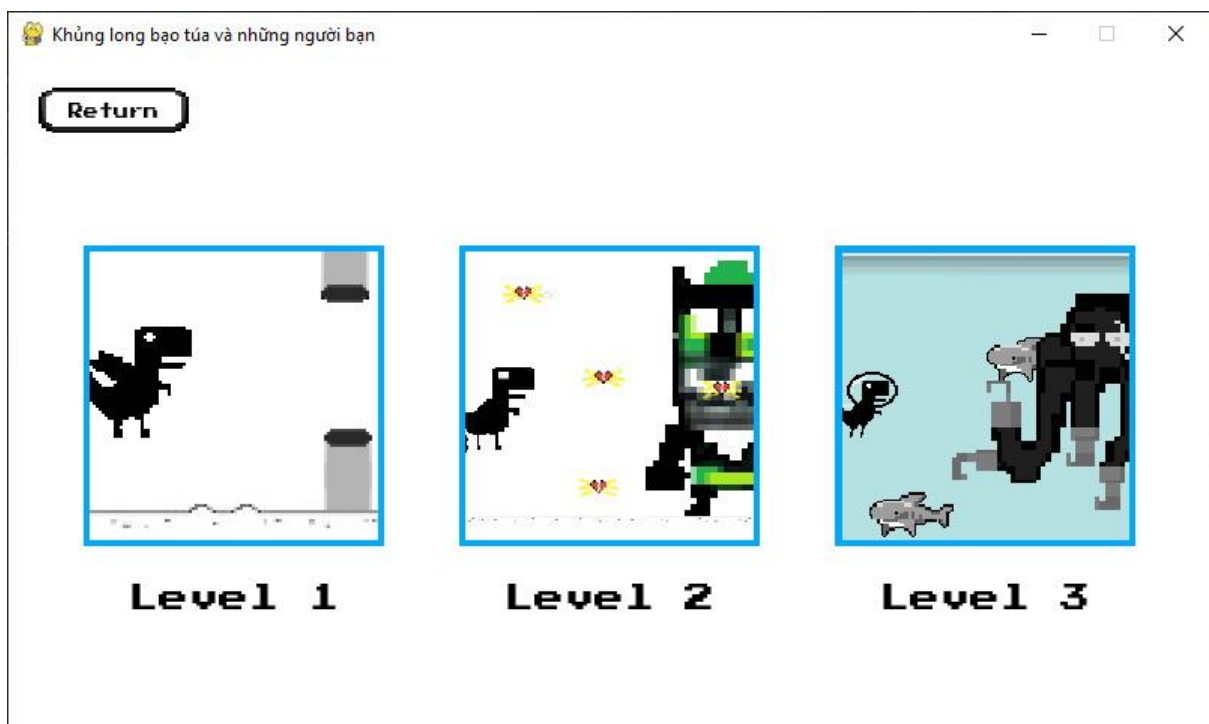 Khủng long bạo túa và những người bạn
Return
Level 1
Level 2
Level 3